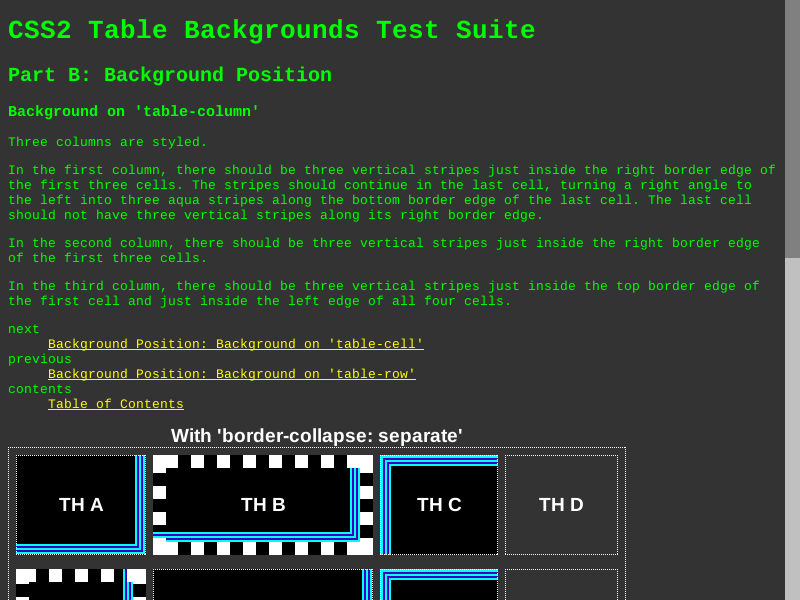 CSS2 Table Backgrounds Test Suite
Part B: Background Position
Background on 'table-column'
Three columns are styled.
In the first column, there should be three vertical stripes just inside the right border edge of
the first three cells. The stripes should continue in the last cell, turning a right angle to
the left into three aqua stripes along the bottom border edge of the last cell. The last cell
should not have three vertical stripes along its right border edge.
In the second column, there should be three vertical stripes just inside the right border edge
of the first three cells.
In the third column, there should be three vertical stripes just inside the top border edge of
the first cell and just inside the left edge of all four cells.
next
Background Position: Background on 'table-cell'
previous
Background Position: Background on 'table-row'
contents
Table of Contents
With 'border-collapse: separate'
TH A TH B TH C TH D